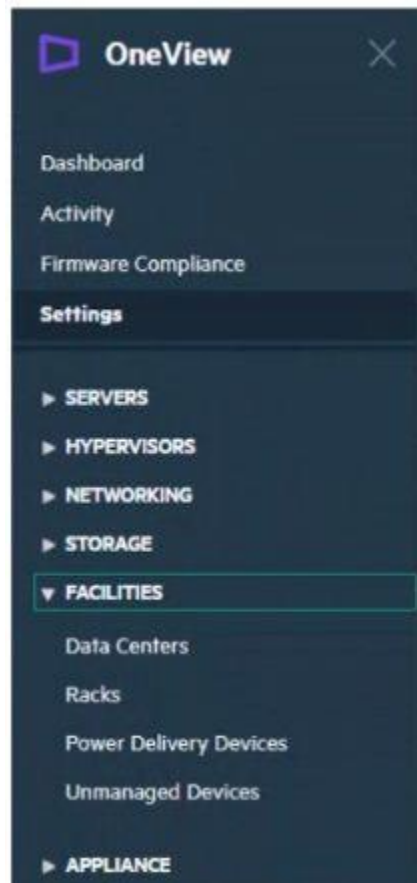 OneView
Dashboard
Activity
Firmware Compliance
Settings
SERVERS
HYPERVISORS
NETWORKING
STORAGE
FACILITIES
Data Centers
Racks
Power Delivery Devices
Unmanaged Devices
APPLIANCE